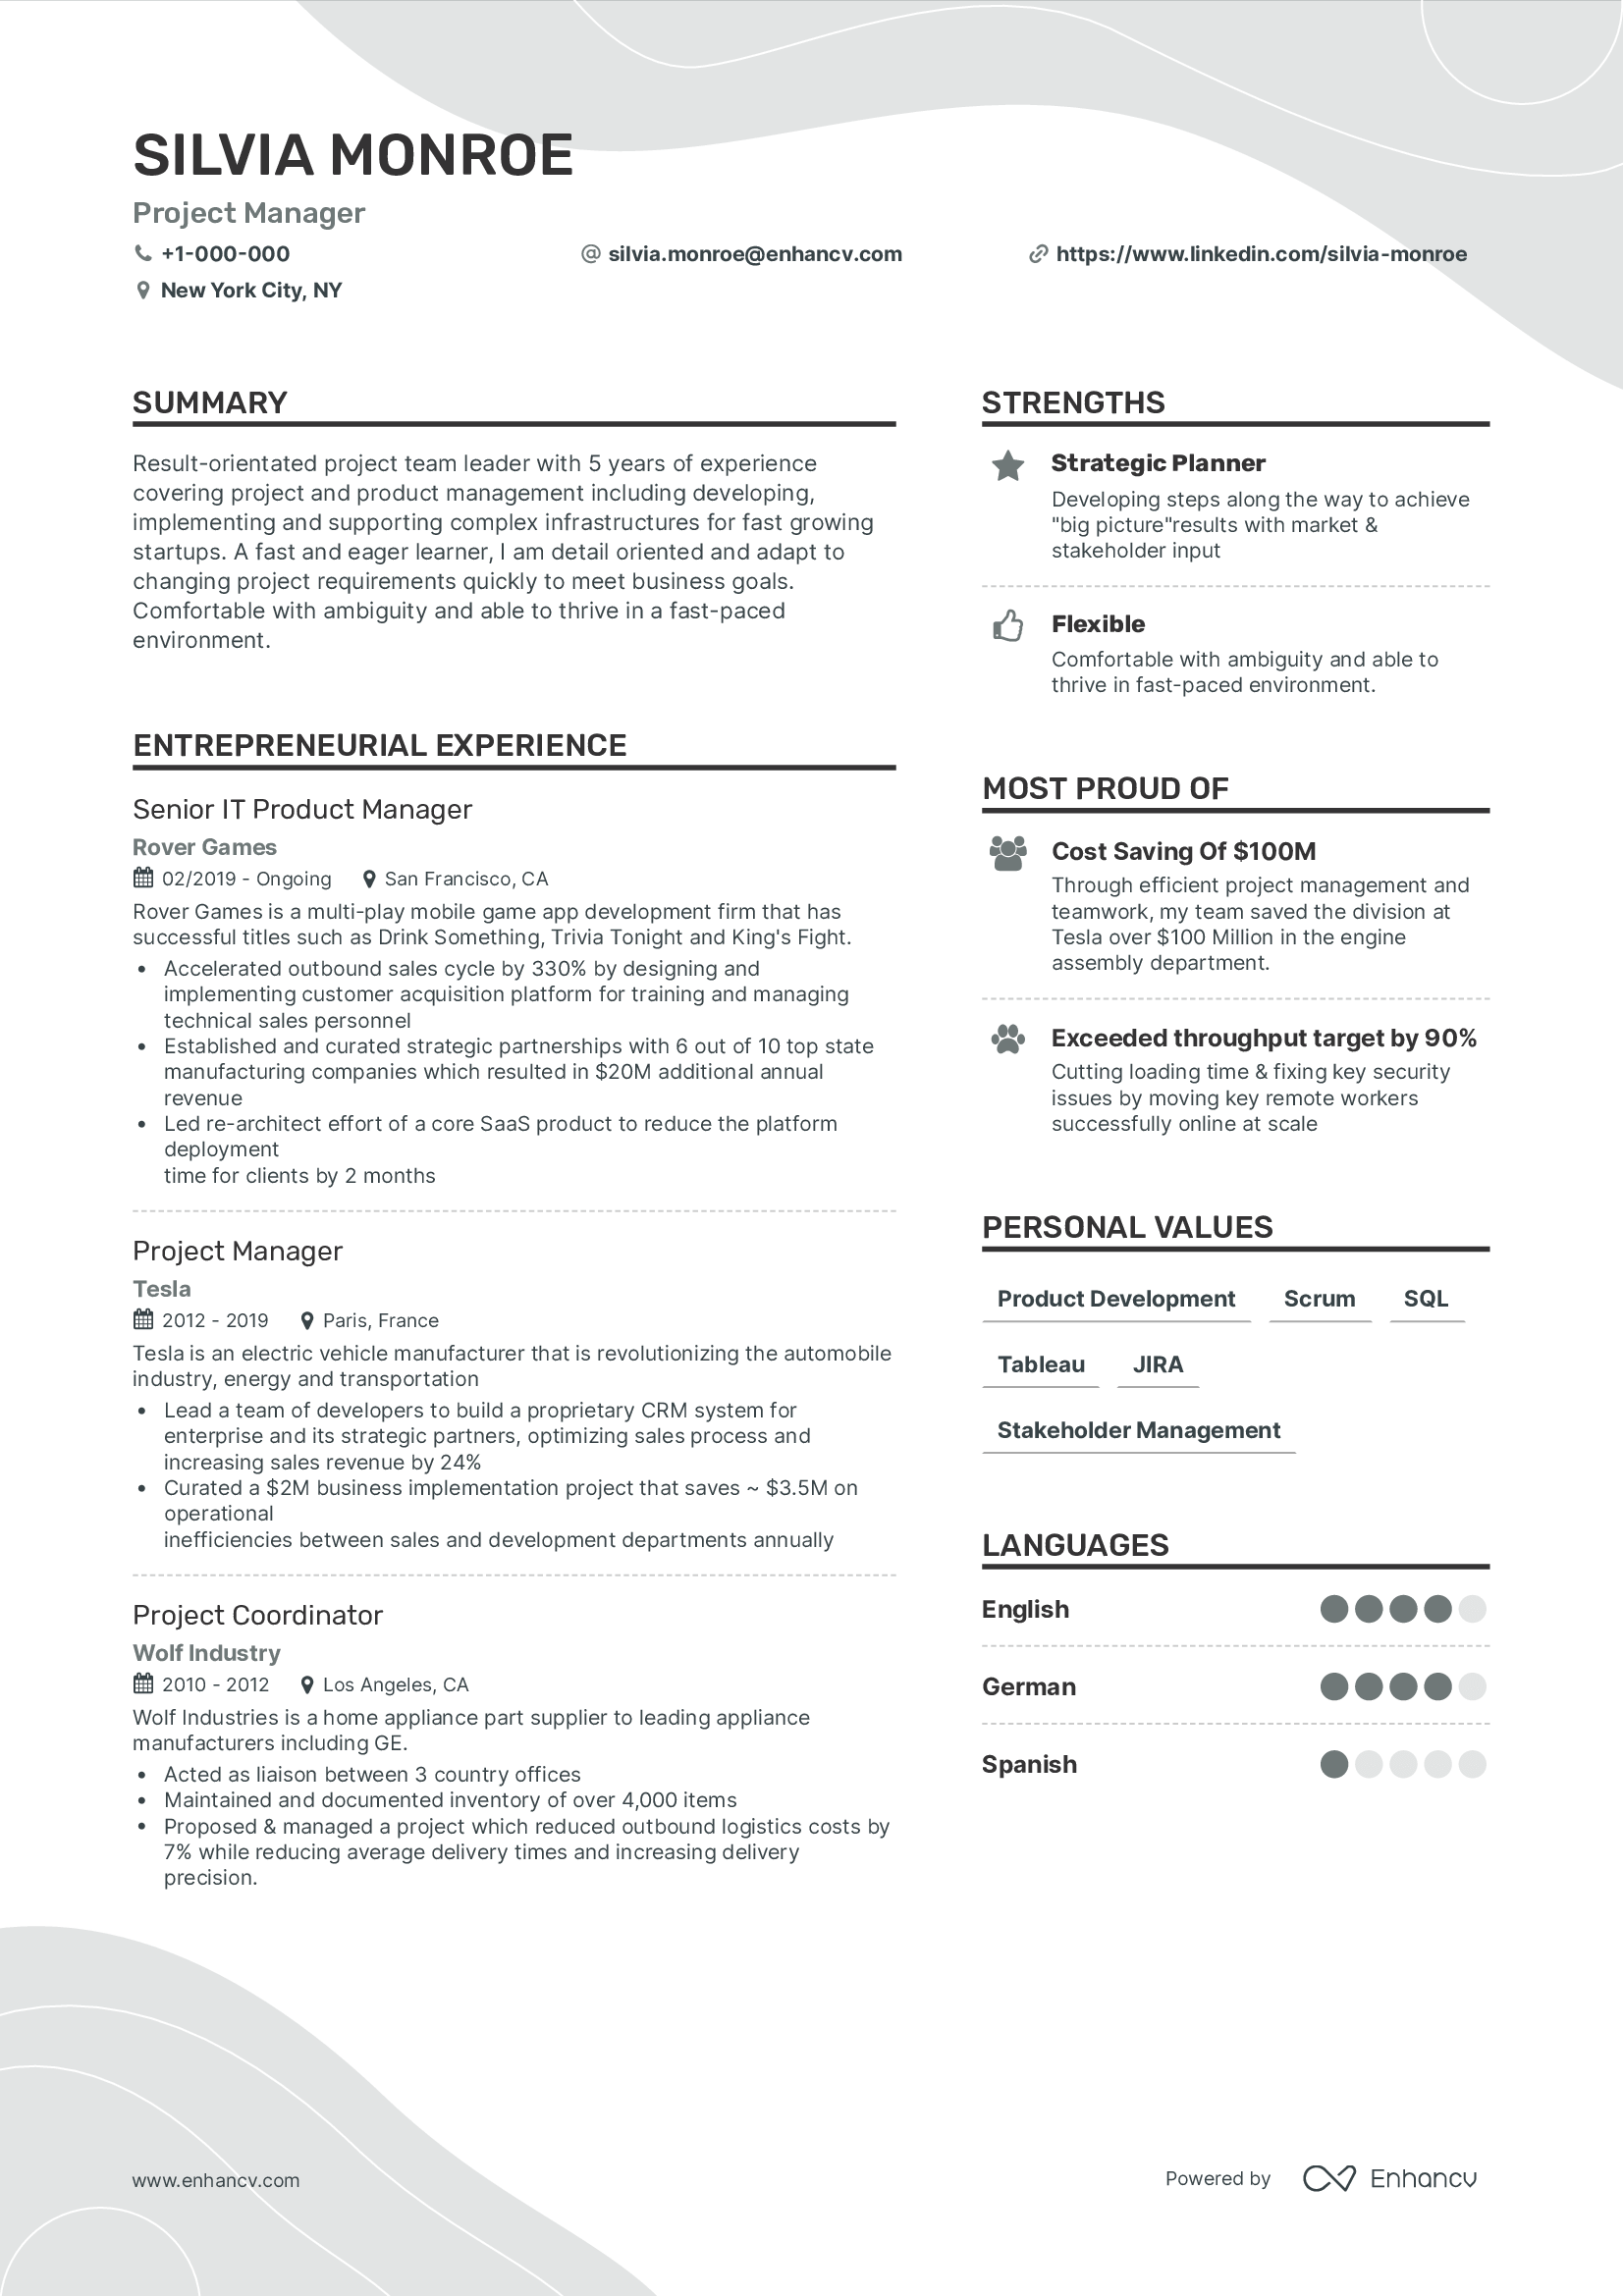 SILVIA MONROE
Project Manager
+1-000-000
@ silvia.monroe@enhancv.com
https://www.linkedin.com/silvia-monroe
New York City, NY
SUMMARY
Result-orientated project team leader with 5 years of experience
covering project and product management including developing,
implementing and supporting complex infrastructures for fast growing
startups. A fast and eager learner, I am detail oriented and adapt to
changing project requirements quickly to meet business goals.
Comfortable with ambiguity and able to thrive in a fast-paced
environment.
ENTREPRENEURIAL EXPERIENCE
Senior IT Product Manager
Rover Games
02/2019 - Ongoing San Francisco, CA
Rover Games is a multi-play mobile game app development firm that has
successful titles such as Drink Something, Trivia Tonight and King's Fight.
• Accelerated outbound sales cycle by 330% by designing and
implementing customer acquisition platform for training and managing
technical sales personnel
• Established and curated strategic partnerships with 6 out of 10 top state
manufacturing companies which resulted in $20M additional annual
revenue
• Led re-architect effort of a core SaaS product to reduce the platform
deployment
time for clients by 2 months
Project Manager
Tesla
2012 - 2019 Paris, France
Tesla is an electric vehicle manufacturer that is revolutionizing the automobile
industry, energy and transportation
• Lead a team of developers to build a proprietary CRM system for
enterprise and its strategic partners, optimizing sales process and
increasing sales revenue by 24%
• Curated a $2M business implementation project that saves ~ $3.5M on
operational
inefficiencies between sales and development departments annually
Project Coordinator
Wolf Industry
2010 - 2012 Los Angeles, CA
Wolf Industries is a home appliance part supplier to leading appliance
manufacturers including GE.
• Acted as liaison between 3 country offices
• Maintained and documented inventory of over 4,000 items
• Proposed & managed a project which reduced outbound logistics costs by
7% while reducing average delivery times and increasing delivery
precision.
STRENGTHS
Strategic Planner
Developing steps along the way to achieve
"big picture"results with market &
stakeholder input
Flexible
Comfortable with ambiguity and able to
thrive in fast-paced environment.
MOST PROUD OF
Cost Saving Of $100M
Through efficient project management and
teamwork, my team saved the division at
Tesla over $100 Million in the engine
assembly department.
Exceeded throughput target by 90%
Cutting loading time & fixing key security
issues by moving key remote workers
successfully online at scale
PERSONAL VALUES
Product Development Scrum SQL
Tableau JIRA
Stakeholder Management
LANGUAGES
English
German
Spanish
www.enhancv.com
Powered by Enhancv